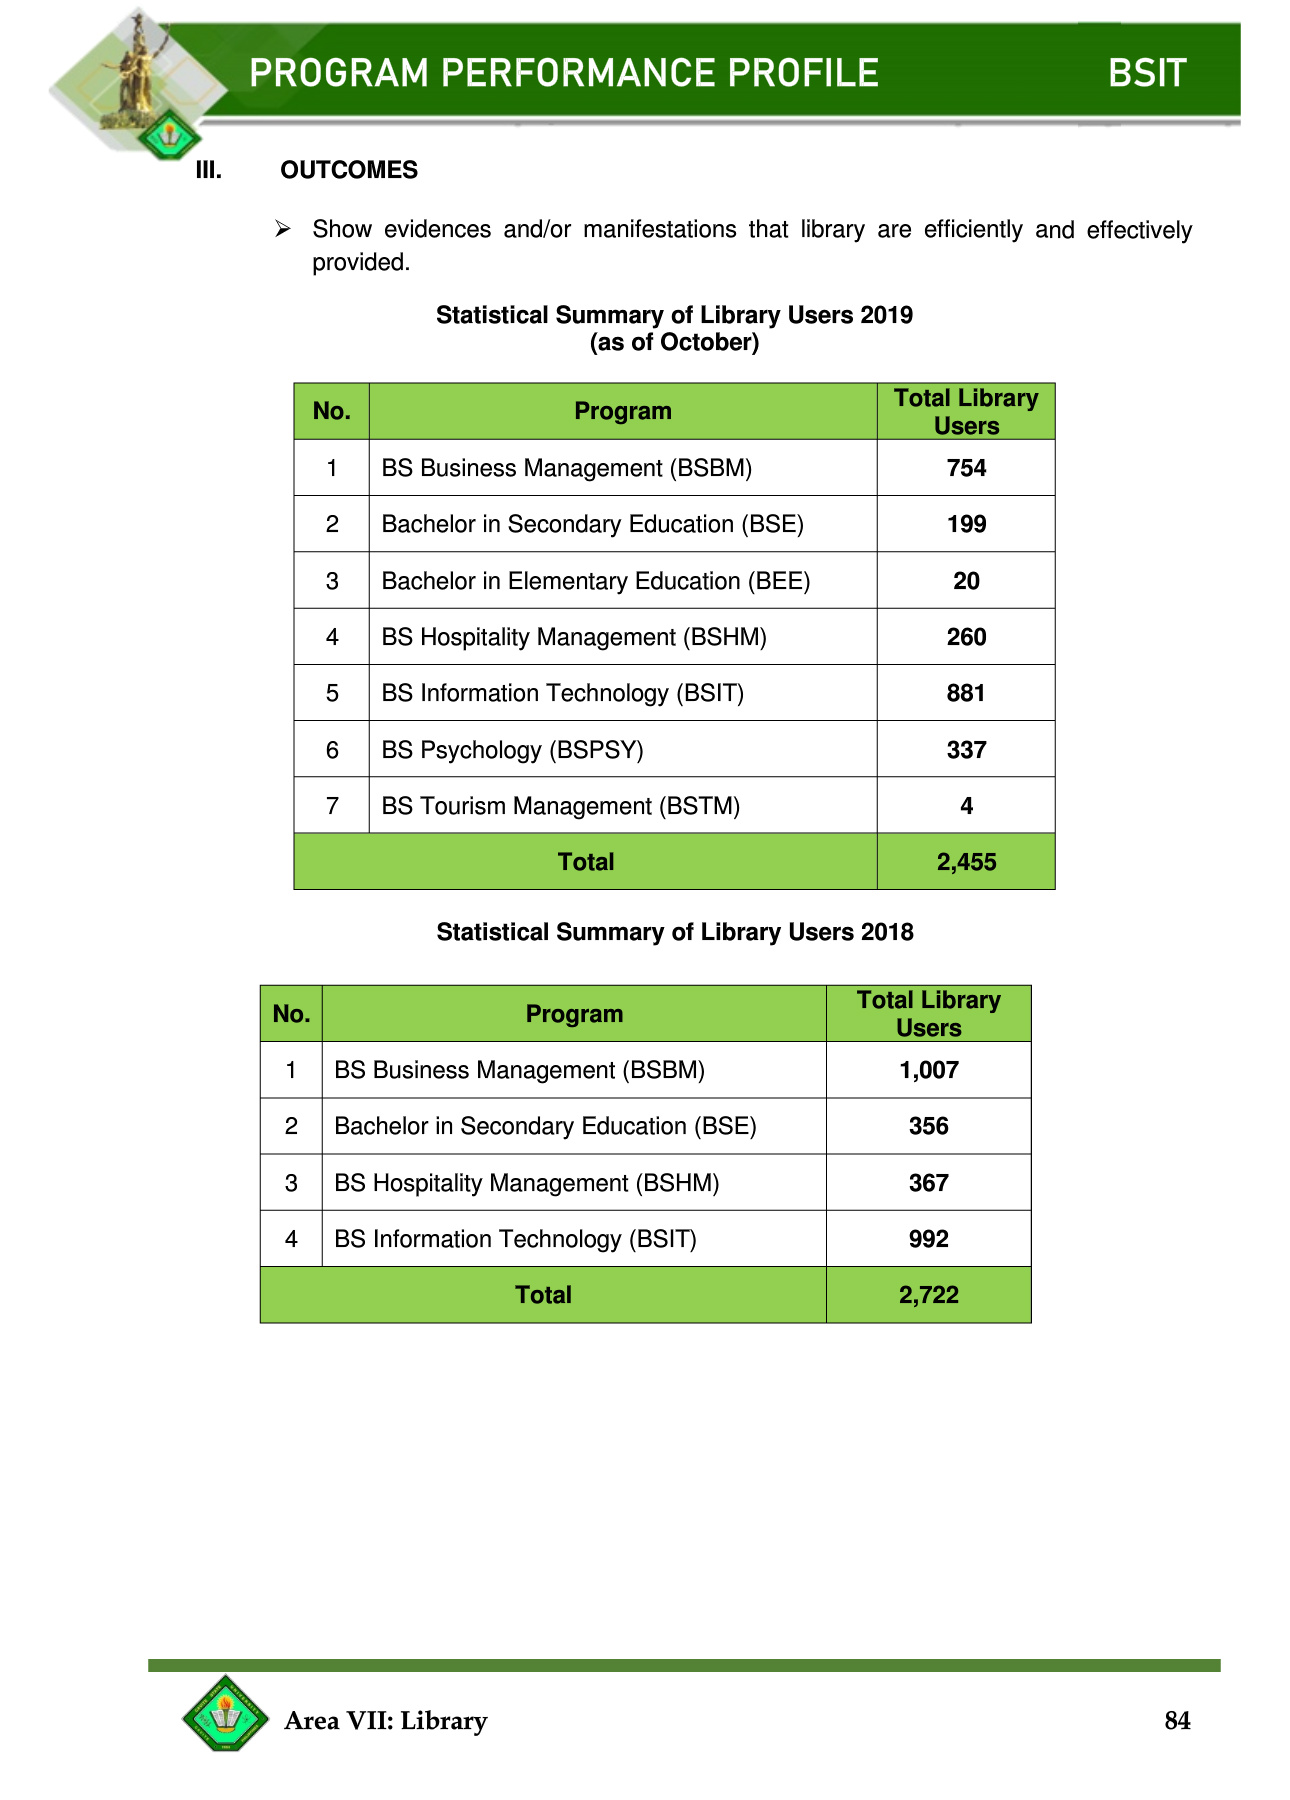 PROGRAM PERFORMANCE PROFILE BSIT
III. OUTCOMES
➢ Show evidences and/or manifestations that library are efficiently and effectively
provided.
Statistical Summary of Library Users 2019
(as of October)
No. Program Total Library Users
1 BS Business Management (BSBM) 754
2 Bachelor in Secondary Education (BSE) 199
3 Bachelor in Elementary Education (BEE) 20
4 BS Hospitality Management (BSHM) 260
5 BS Information Technology (BSIT) 881
6 BS Psychology (BSPSY) 337
7 BS Tourism Management (BSTM) 4
Total 2,455
Statistical Summary of Library Users 2018
No. Program Total Library Users
1 BS Business Management (BSBM) 1,007
2 Bachelor in Secondary Education (BSE) 356
3 BS Hospitality Management (BSHM) 367
4 BS Information Technology (BSIT) 992
Total 2,722
Area VII: Library 84